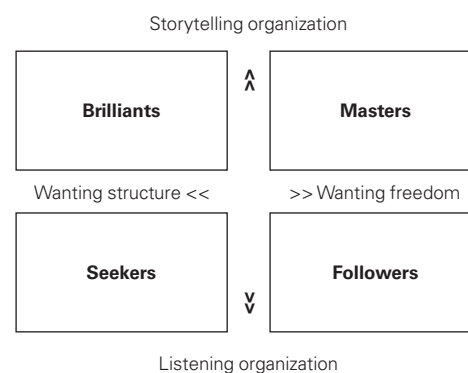 Storytelling organization
Brilliants
Masters
Wanting structure <<
>> Wanting freedom
Seekers
Followers
Listening organization